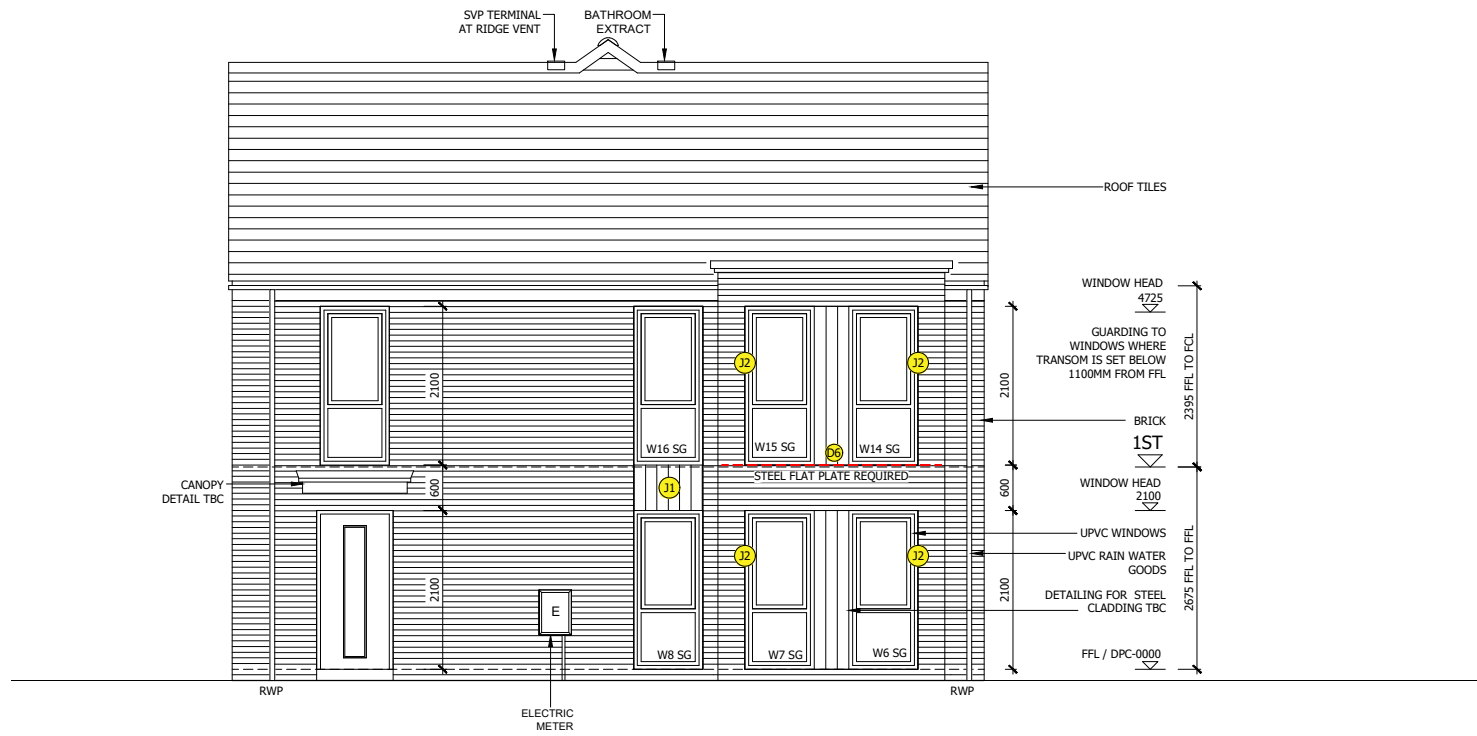 SVP TERMINAL
AT RIDGE VENT
BATHROOM
EXTRACT
ROOF TILES
WINDOW HEAD
4725
GUARDING TO
WINDOWS WHERE
TRANSOM IS SET BELOW
1100MM FROM FFL
2395 FFL TO FCL
2100
2100
J2
J2
BRICK
W16 SG
W15 SG
D6
W14 SG
1ST
STEEL FLAT PLATE REQUIRED
CANOPY
DETAIL TBC
600
J1
600
WINDOW HEAD
2100
UPVC WINDOWS
J2
J2
UPVC RAIN WATER
GOODS
2100
2100
2675 FFL TO FFL
DETAILING FOR STEEL
CLADDING TBC
E
W8 SG
W7 SG
W6 SG
FFL / DPC-0000
RWP
RWP
ELECTRIC
METER